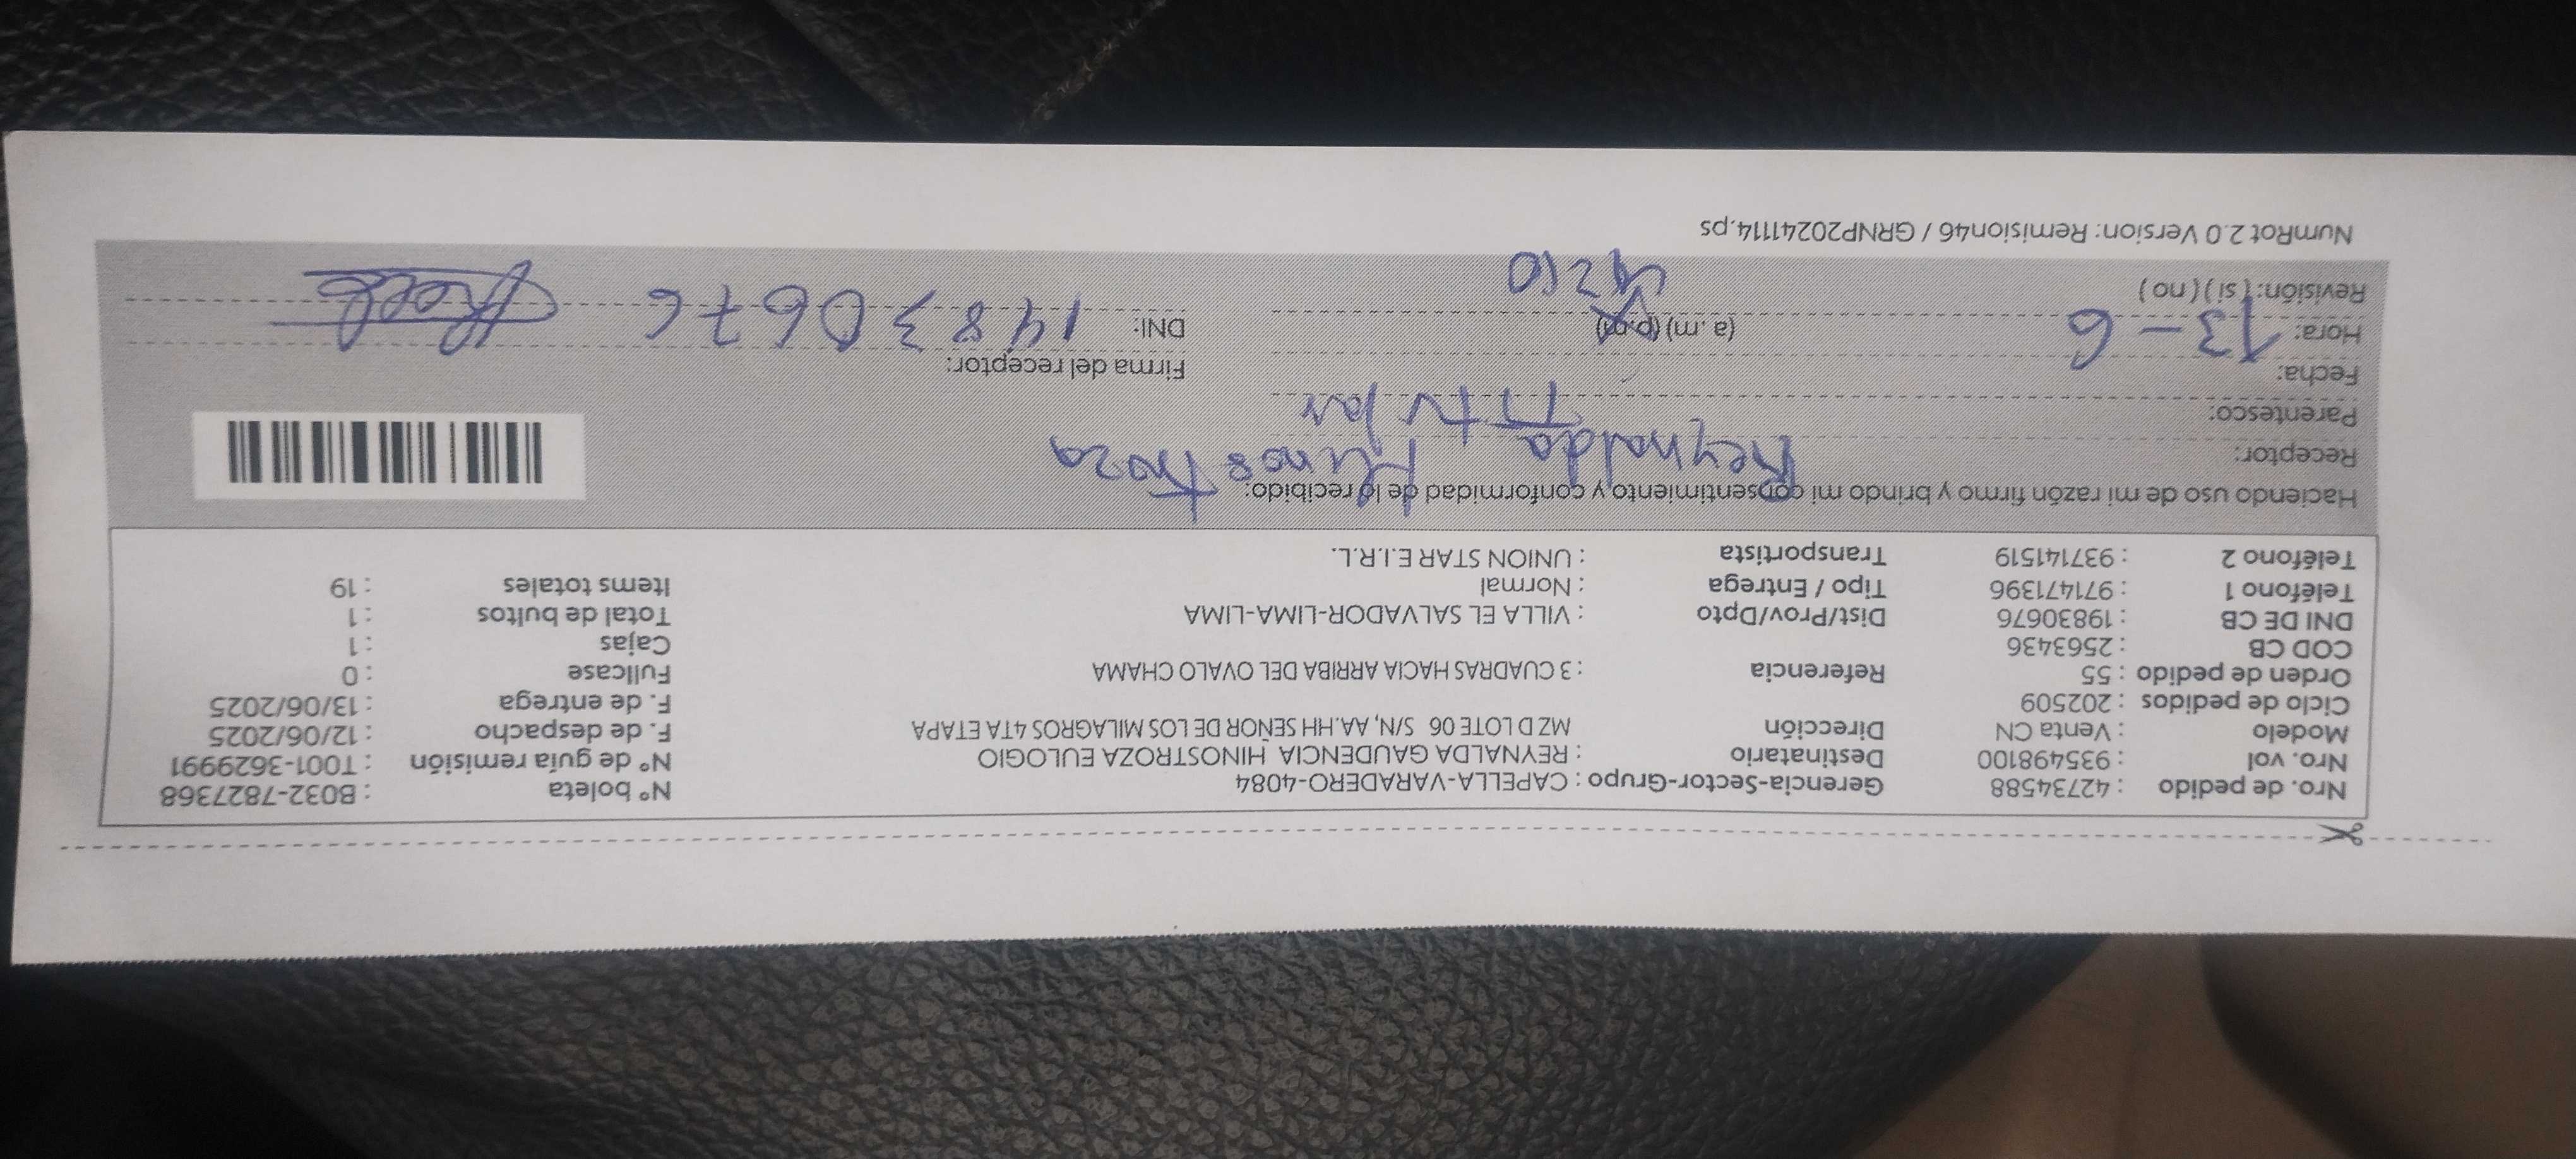 Nro. de pedido : 42734588 Gerencia-Sector-Grupo : CAPELLA-VARADERO-4084 N° boleta : B032-7827368
Nro. vol : 935498100 Destinatario : REYNALDA GAUDENCIA HINOSTROZA EULOGIO N° de guía remisión : T001-3629991
Modelo : Venta CN Dirección MZ D LOTE 06 S/N, AA.HH SEÑOR DE LOS MILAGROS 4TA ETAPA F. de despacho : 12/06/2025
Ciclo de pedidos : 202509 F. de entrega : 13/06/2025
Orden de pedido : 55 Referencia : 3 CUADRAS HACIA ARRIBA DEL OVALO CHAMA Fullcase : 0
COD CB : 2563436 Cajas : 1
DNI DE CB : 19830676 Dist/Prov/Dpto : VILLA EL SALVADOR-LIMA-LIMA Total de bultos : 1
Teléfono 1 : 971471396 Tipo / Entrega : Normal Items totales : 19
Teléfono 2 : 937141519 Transportista : UNION STAR E.I.R.L.
Haciendo uso de mi razón firmo y brindo mi consentimiento y conformidad de lo recibido:
Receptor: Reynalda Hinostroza
Parentesco: Titular
Fecha: 13-6 Firma del receptor:
Hora: (a.m) (p.m) 4210 DNI: 14830676
Revisión: (si) (no)
NumRot 2.0 Version: Remision46 / GRNP20241114.ps